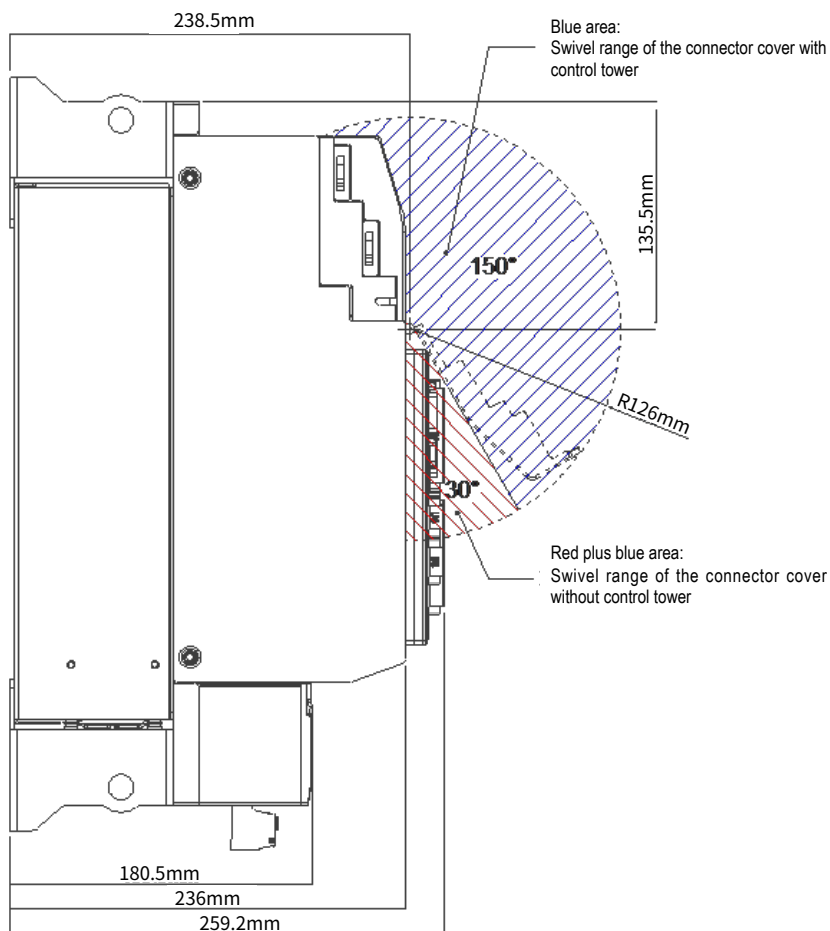 238.5mm
Blue area:
Swivel range of the connector cover with
control tower
135.5mm
150°
R126mm
30°
Red plus blue area:
Swivel range of the connector cover
without control tower
180.5mm
236mm
259.2mm